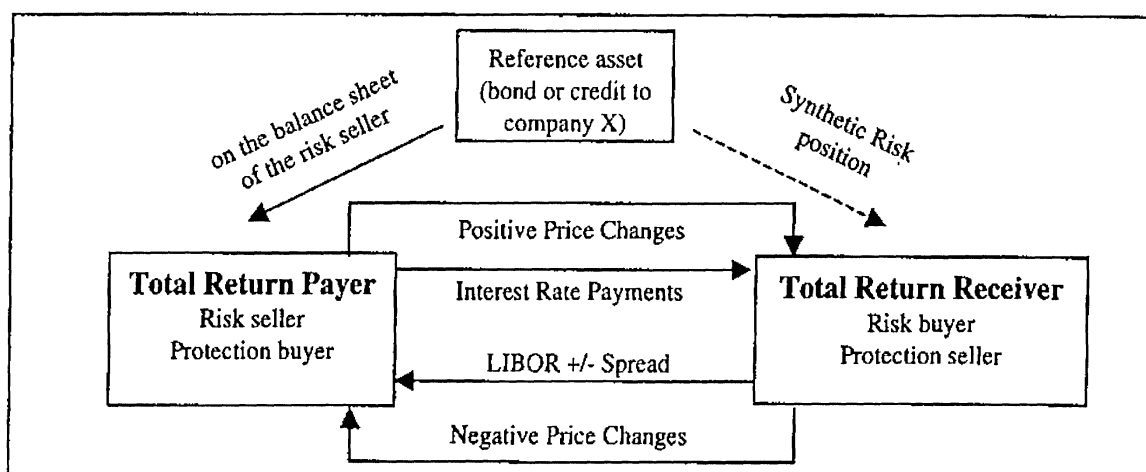 Reference asset
(bond or credit to
company X)
on the balance sheet
of the risk seller
Synthetic Risk
position
Positive Price Changes
Total Return Payer
Risk seller
Protection buyer
Interest Rate Payments
Total Return Receiver
Risk buyer
Protection seller
LIBOR +/- Spread
Negative Price Changes